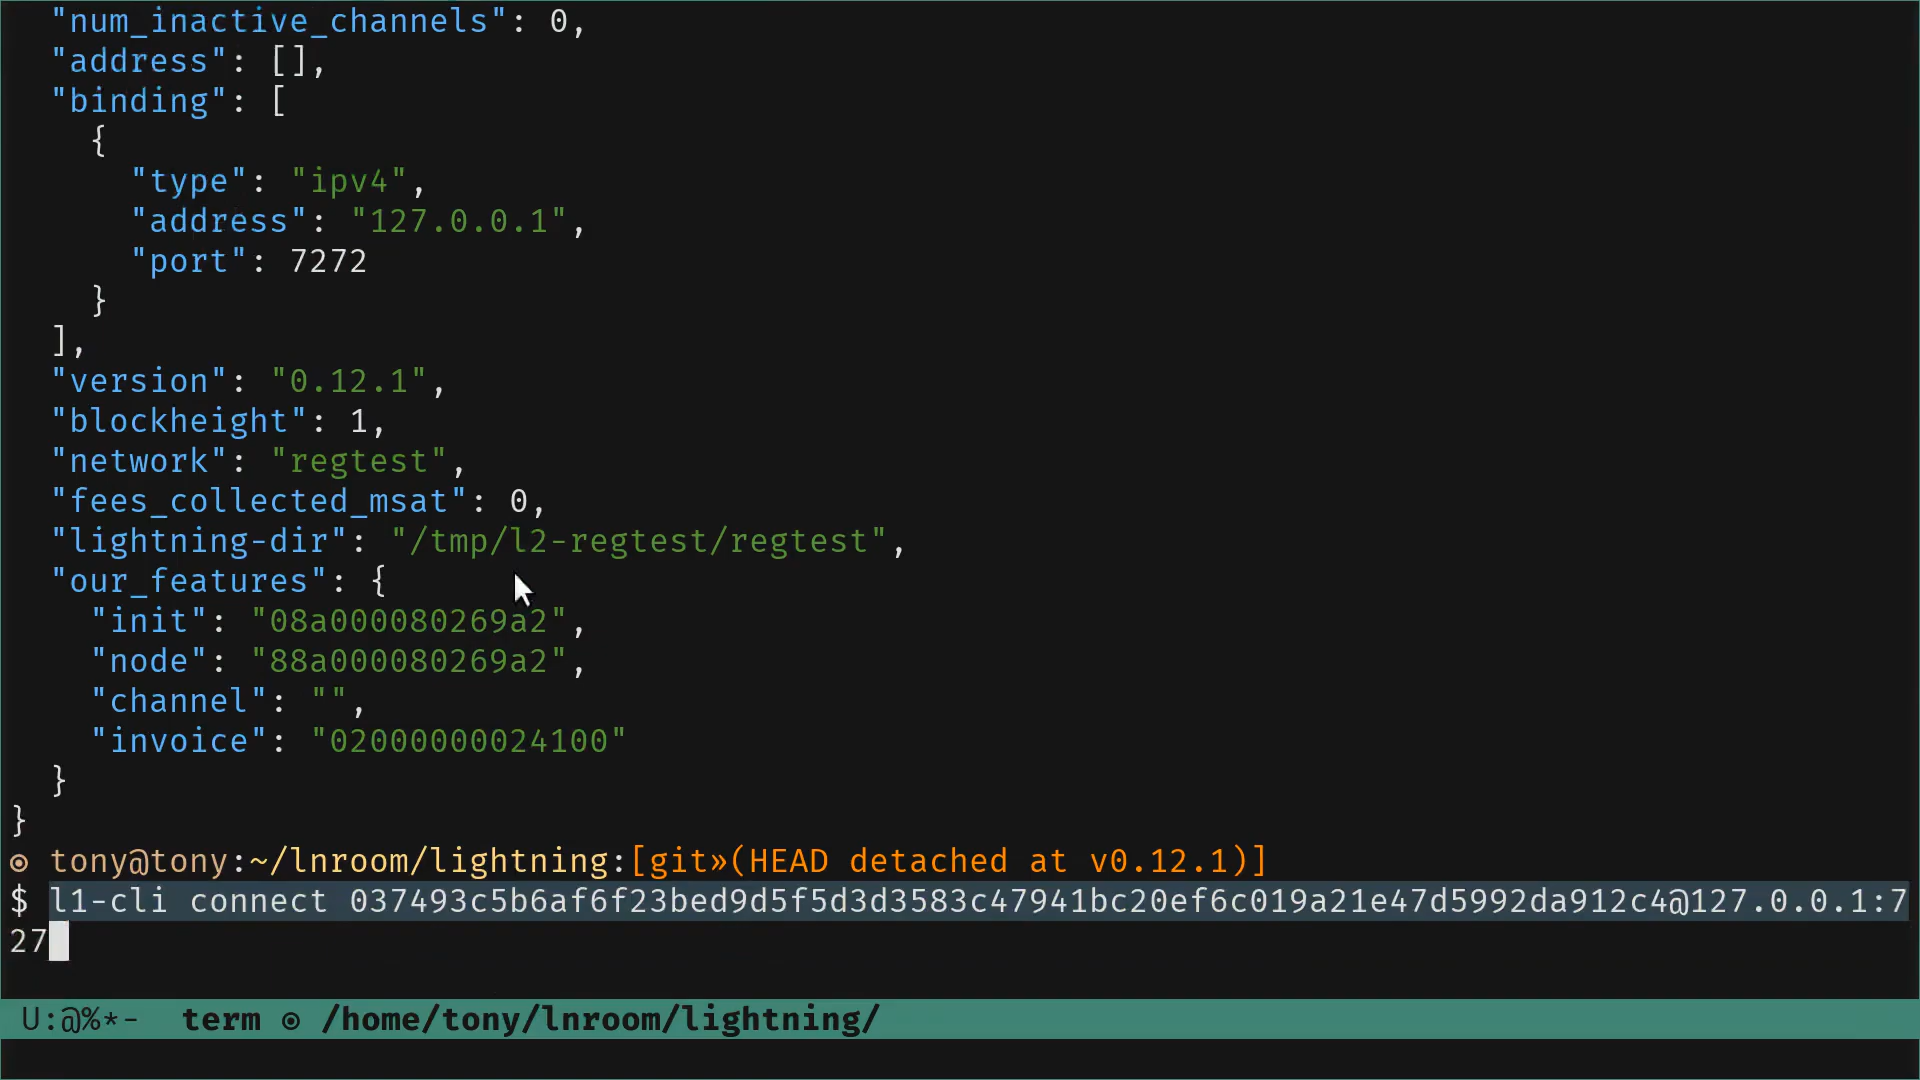 "num_inactive_channels": 0,
"address": [],
"binding": [
{
"type": "ipv4",
"address": "127.0.0.1",
"port": 7272
}
],
"version": "0.12.1",
"blockheight": 1,
"network": "regtest",
"fees_collected_msat": 0,
"lightning-dir": "/tmp/l2-regtest/regtest",
"our_features": {
"init": "08a000080269a2",
"node": "88a000080269a2",
"channel": "",
"invoice": "02000000024100"
}
}
⊙ tony@tony:~/lnroom/lightning:[git»(HEAD detached at v0.12.1)]
$ l1-cli connect 037493c5b6af6f23bed9d5f5d3d3583c47941bc20ef6c019a21e47d5992da912c4@127.0.0.1:7
27
U:@%*- term ⊙ /home/tony/lnroom/lightning/